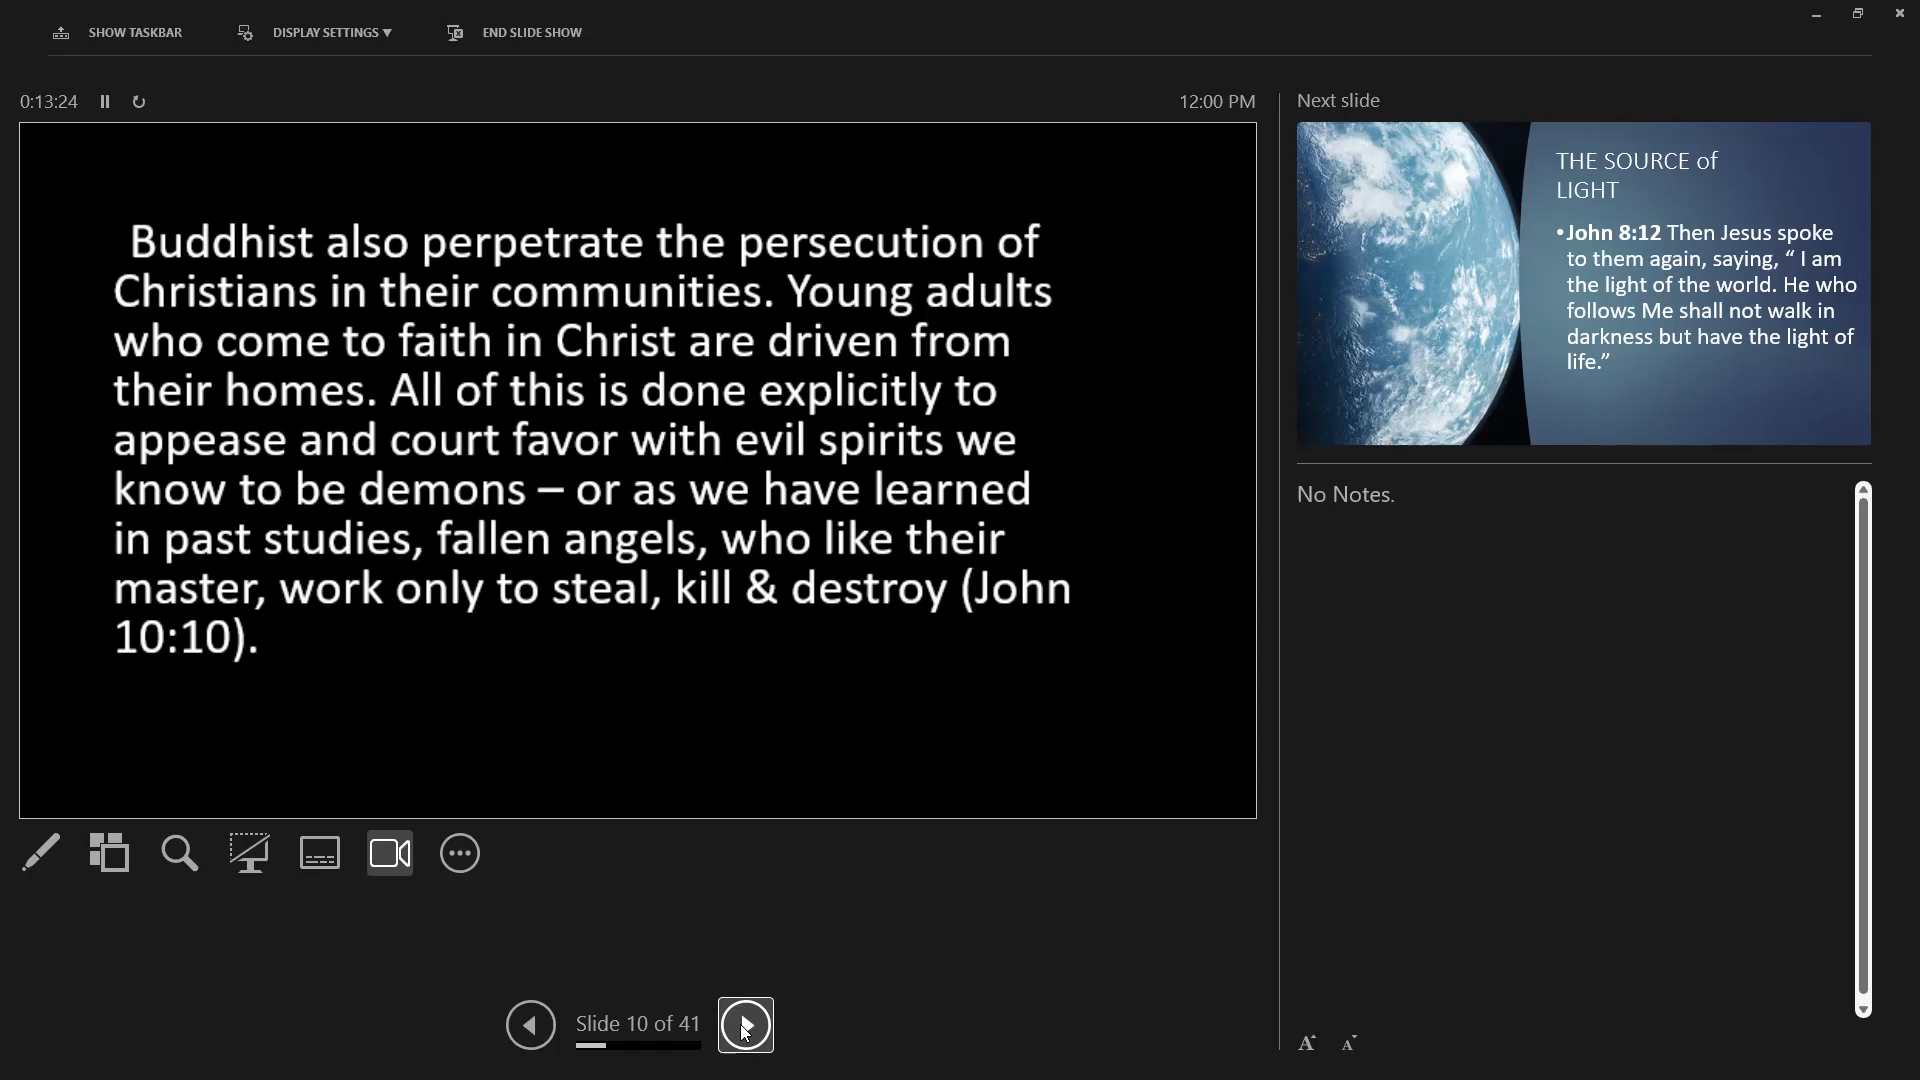 SHOW TASKBAR
DISPLAY SETTINGS ▼
END SLIDE SHOW
0:13:24
12:00 PM
Buddhist also perpetrate the persecution of
Christians in their communities. Young adults
who come to faith in Christ are driven from
their homes. All of this is done explicitly to
appease and court favor with evil spirits we
know to be demons – or as we have learned
in past studies, fallen angels, who like their
master, work only to steal, kill & destroy (John
10:10).
Slide 10 of 41
Next slide
THE SOURCE of
LIGHT
•John 8:12 Then Jesus spoke
to them again, saying, “ I am
the light of the world. He who
follows Me shall not walk in
darkness but have the light of
life.”
No Notes.
A A